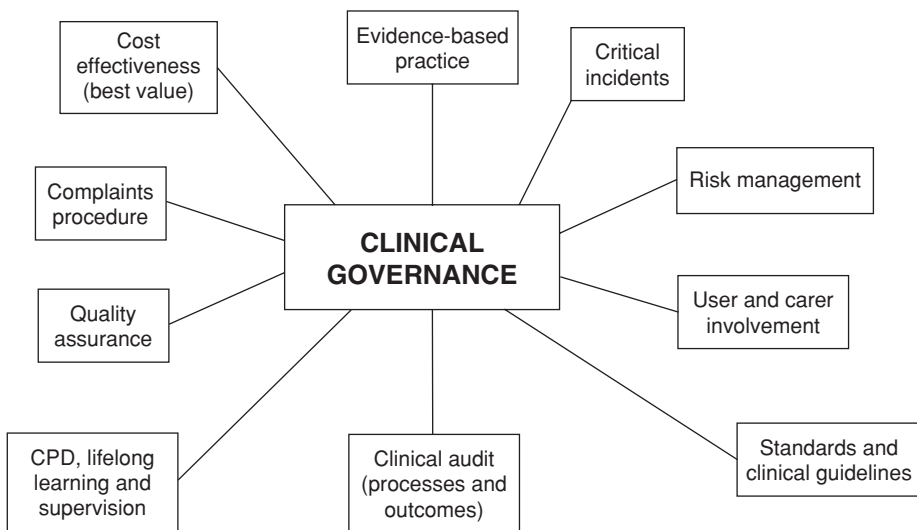 Cost
effectiveness
(best value)
Evidence-based
practice
Critical
incidents
Complaints
procedure
CLINICAL
GOVERNANCE
Risk management
Quality
assurance
User and carer
involvement
CPD, lifelong
learning and
supervision
Clinical audit
(processes and
outcomes)
Standards and
clinical guidelines